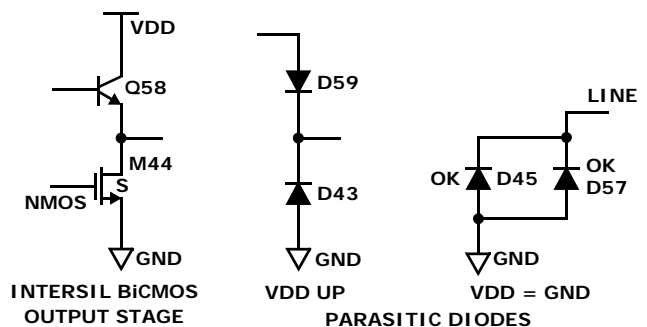 VDD
Q58
M44
S
NMOS
GND
INTERSIL BiCMOS
OUTPUT STAGE
D59
D43
GND
VDD UP
LINE
OK D45
OK
D57
GND
VDD = GND
PARASITIC DIODES